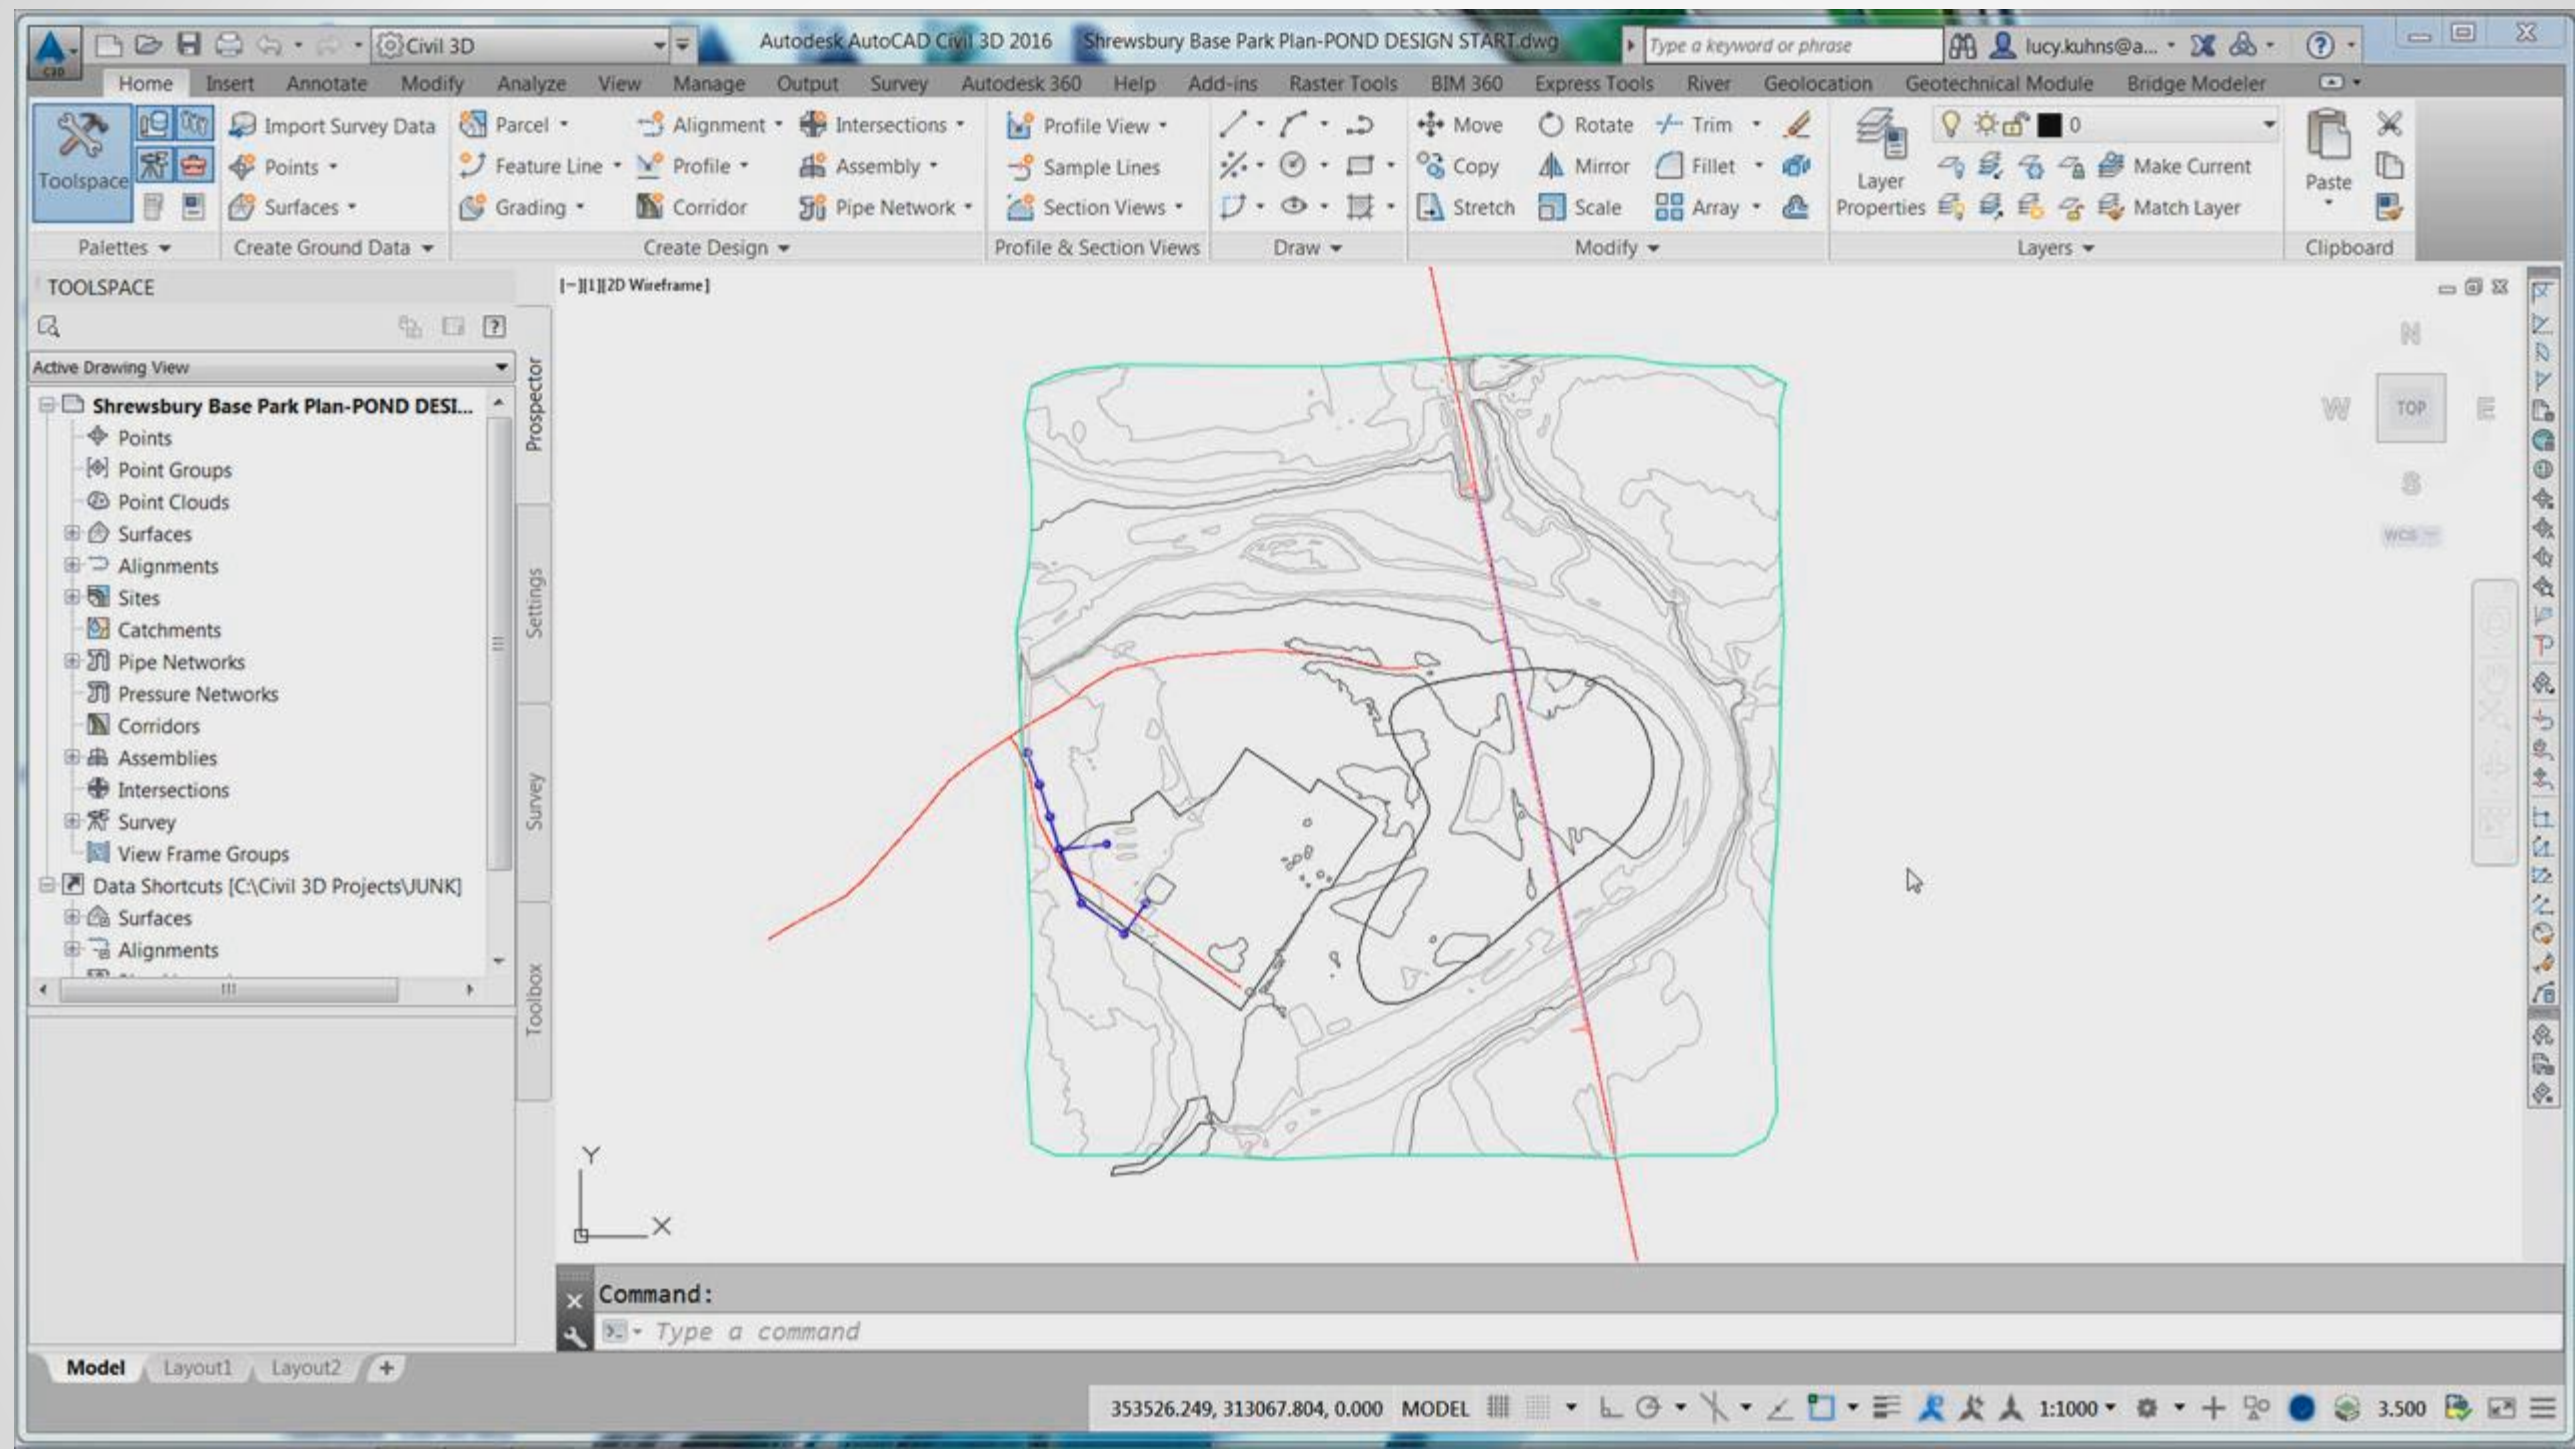 Civil 3D
Autodesk AutoCAD Civil 3D 2016 Shrewsbury Base Park Plan-POND DESIGN START.dwg
Type a keyword or phrase
lucy.kuhns@a...
C3D
Home Insert Annotate Modify Analyze View Manage Output Survey Autodesk 360 Help Add-ins Raster Tools BIM 360 Express Tools River Geolocation Geotechnical Module Bridge Modeler
Import Survey Data Parcel Alignment Intersections Profile View Move Rotate Trim 0
Toolspace Points Feature Line Profile Assembly Sample Lines Copy Mirror Fillet Layer Properties Make Current Paste
Surfaces Grading Corridor Pipe Network Section Views Stretch Scale Array Match Layer
Palettes Create Ground Data Create Design Profile & Section Views Draw Modify Layers Clipboard
TOOLSPACE
[−][1][2D Wireframe]
Active Drawing View
Shrewsbury Base Park Plan-POND DESI...
Points
Point Groups
Point Clouds
Surfaces
Alignments
Sites
Catchments
Pipe Networks
Pressure Networks
Corridors
Assemblies
Intersections
Survey
View Frame Groups
Data Shortcuts [C:\Civil 3D Projects\JUNK]
Surfaces
Alignments
Prospector
Settings
Survey
Toolbox
N
W TOP E
S
WCS
Y
X
Command:
Type a command
Model Layout1 Layout2 +
353526.249, 313067.804, 0.000 MODEL 1:1000 3.500